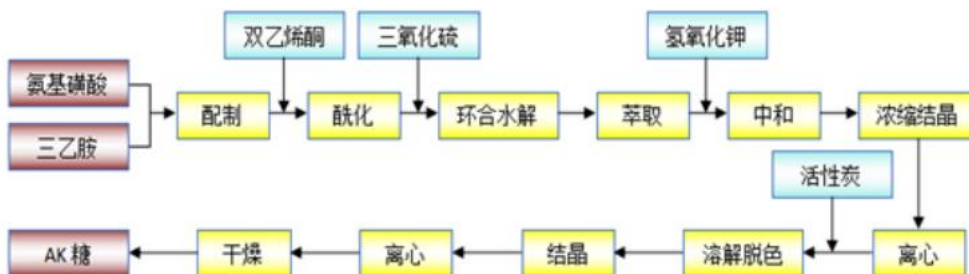 双乙烯酮
三氧化硫
氢氧化钾
氨基磺酸
三乙胺
配制
酰化
环合水解
萃取
中和
浓缩结晶
活性炭
AK糖
干燥
离心
结晶
溶解脱色
离心